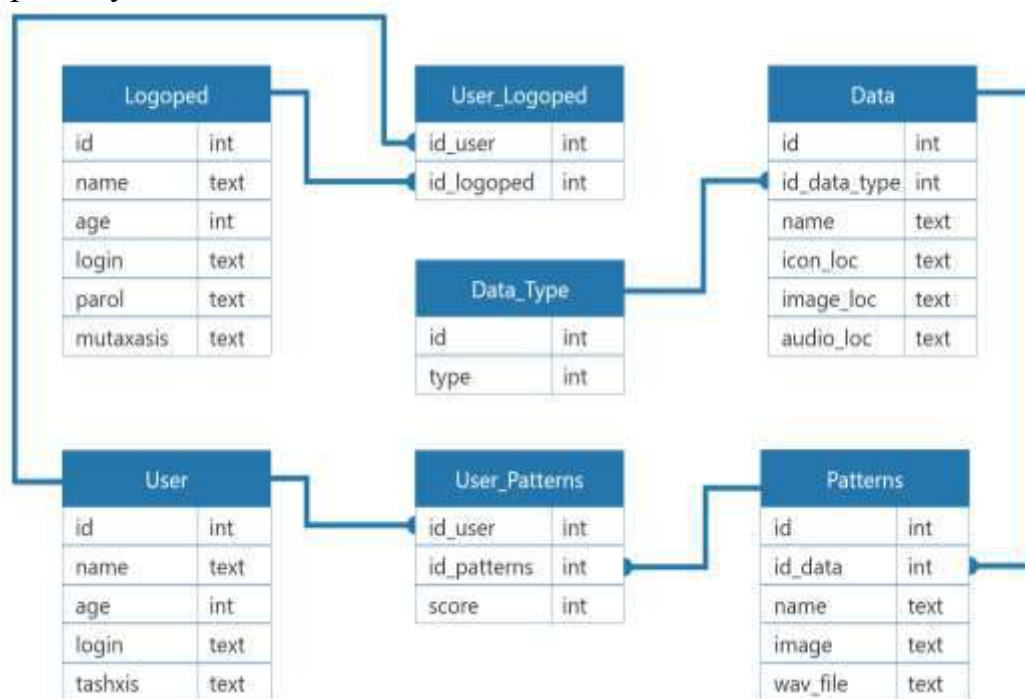 Logoped
id int
name text
age int
login text
parol text
mutaxasis text
User_Logoped
id_user int
id_logoped int
Data
id int
id_data_type int
name text
icon_loc text
image_loc text
audio_loc text
Data_Type
id int
type int
User
id int
name text
age int
login text
tashxis text
User_Patterns
id_user int
id_patterns int
score int
Patterns
id int
id_data int
name text
image text
wav_file text